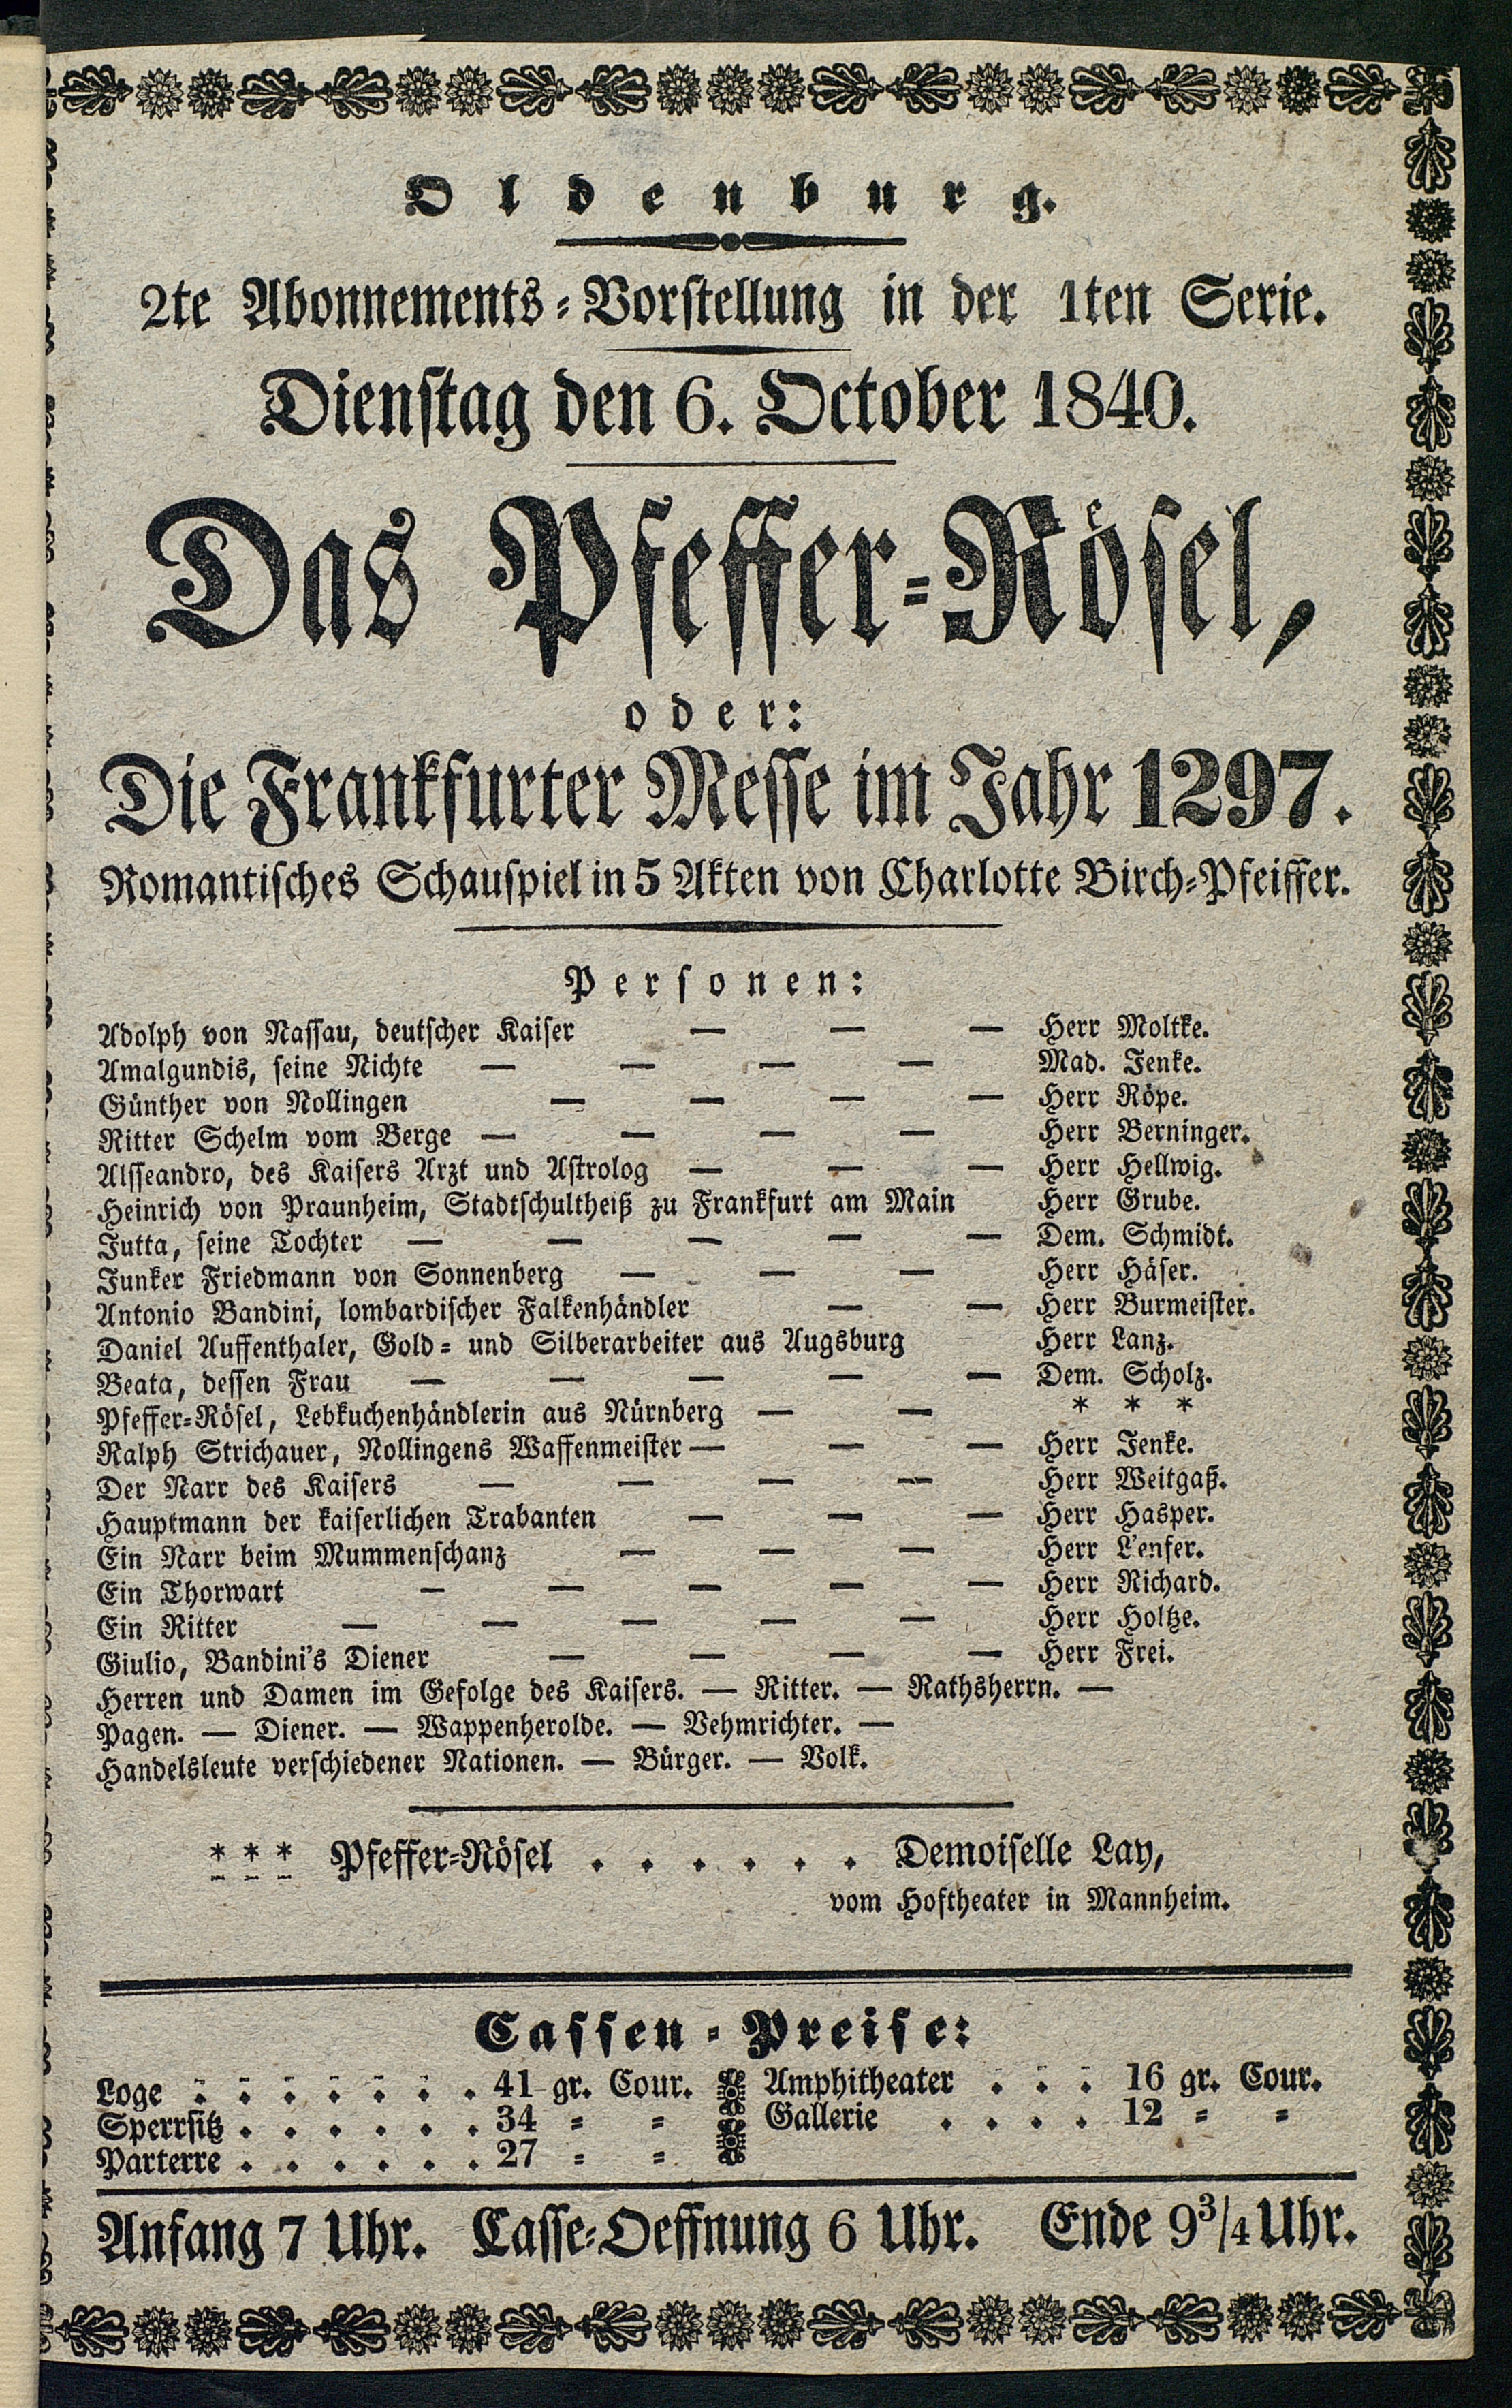 Oldenburg.
2te Abonnements-Vorstellung in der 1ten Serie.
Dienstag den 6. October 1840.
Das Pfeffer-Rösel,
oder:
Die Frankfurter Messe im Jahr 1297.
Romantisches Schauspiel in 5 Akten von Charlotte Birch-Pfeiffer.
Personen:
Adolph von Nassau, deutscher Kaiser — — — Herr Moltke.
Amalgundis, seine Nichte — — — — Mad. Jenke.
Günther von Nollingen — — — — Herr Röpe.
Ritter Schelm vom Berge — — — — Herr Berninger.
Alsseandro, des Kaisers Arzt und Astrolog — — — Herr Hellwig.
Heinrich von Praunheim, Stadtschultheiß zu Frankfurt am Main Herr Grube.
Jutta, seine Tochter — — — — — Dem. Schmidt.
Junker Friedmann von Sonnenberg — — — Herr Häser.
Antonio Bandini, lombardischer Falkenhändler — — Herr Burmeister.
Daniel Auffenthaler, Gold- und Silberarbeiter aus Augsburg Herr Lanz.
Beata, dessen Frau — — — — — Dem. Scholz.
Pfeffer-Rösel, Lebkuchenhändlerin aus Nürnberg — — * * *
Ralph Strichauer, Nollingens Waffenmeister — — — Herr Jenke.
Der Narr des Kaisers — — — — Herr Weitgaß.
Hauptmann der kaiserlichen Trabanten — — — Herr Hasper.
Ein Narr beim Mummenschanz — — — Herr L'enfer.
Ein Thorwart — — — — — Herr Richard.
Ein Ritter — — — — — Herr Holtze.
Giulio, Bandini's Diener — — — — Herr Frei.
Herren und Damen im Gefolge des Kaisers. — Ritter. — Rathsherrn. —
Pagen. — Diener. — Wappenherolde. — Vehmrichter. —
Handelsleute verschiedener Nationen. — Bürger. — Volk.
* * * Pfeffer-Rösel . . . . . . Demoiselle Lay,
vom Hoftheater in Mannheim.
Cassen-Preise:
Loge . . . . . . . 41 gr. Cour.
Sperrsitz . . . . . . 34 = =
Parterre . . . . . . 27 = =
Amphitheater . . . 16 gr. Cour.
Gallerie . . . . 12 = =
Anfang 7 Uhr. Casse-Oeffnung 6 Uhr. Ende 9 3/4 Uhr.